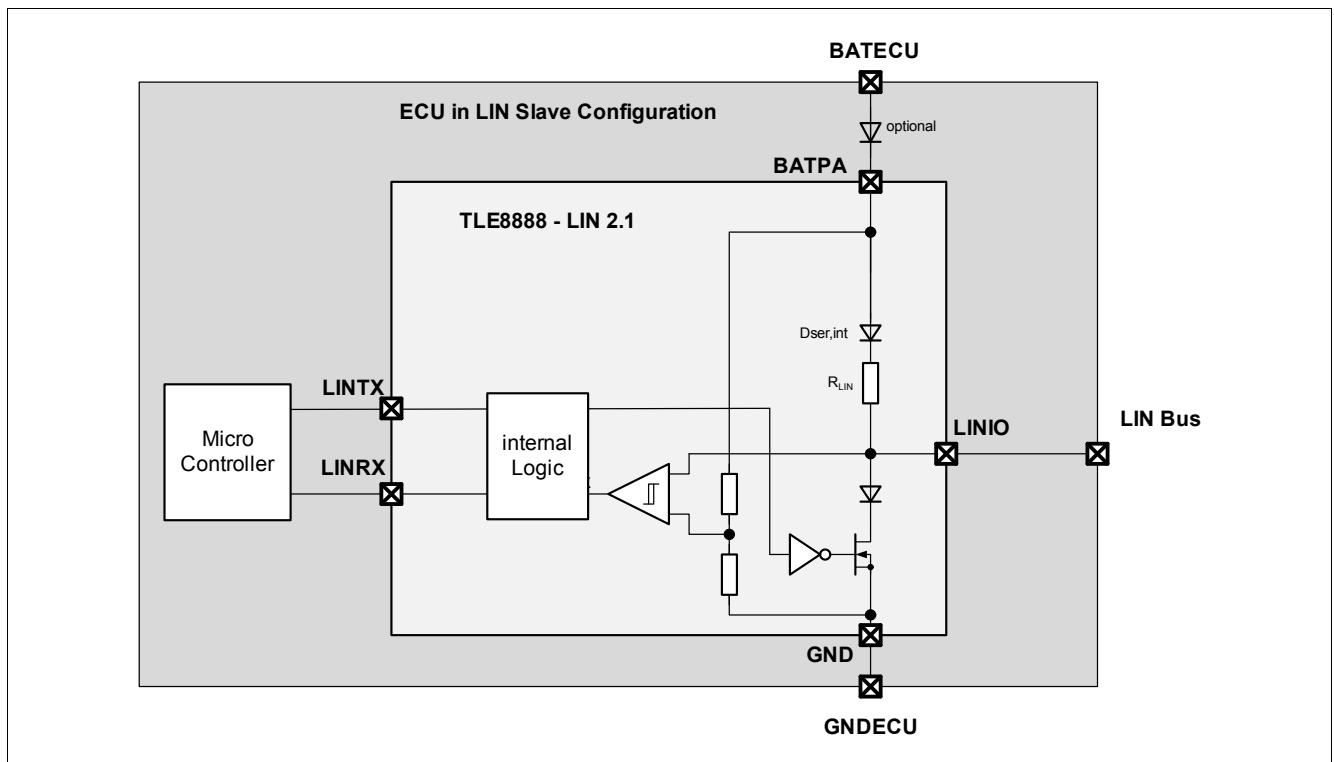 BATECU
ECU in LIN Slave Configuration
optional
BATPA
TLE8888 - LIN 2.1
Dser,int
RLIN
LINTX
LINIO
LIN Bus
Micro
Controller
internal
Logic
LINRX
GND
GNDECU